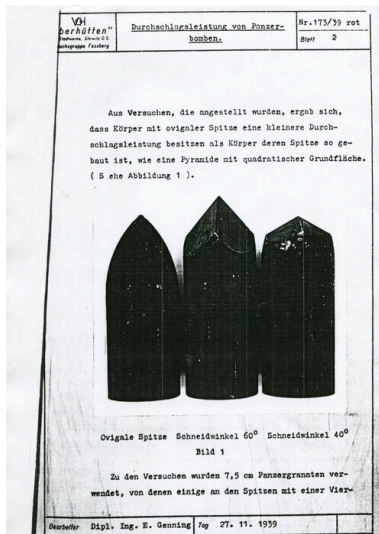 VOH
berhütten"
Stadtwerke, Gleiwitz O.S.
Durchschlagsleistung von Panzer-
bomben.
Nr.173/39 rot
Blatt 2
Aus Versuchen, die angestellt wurden, ergab sich,
dass Körper mit ovignler Spitze eine kleinere Durch-
schlagsleistung besitzen als Körper deren Spitze so ge-
baut ist, wie eine Pyramide mit quadratischer Grundfläche.
( S ehe Abbildung 1 ).
Ovigale Spitze Schneidwinkel 60° Schneidwinkel 40°
Bild 1
Zu den Versuchen wurden 7,5 cm Panzergranaten ver-
wendet, von denen einige an den Spitzen mit einer Vier-
Bearbeiter Dipl. Ing. E. Genning Tag 27. 11. 1939